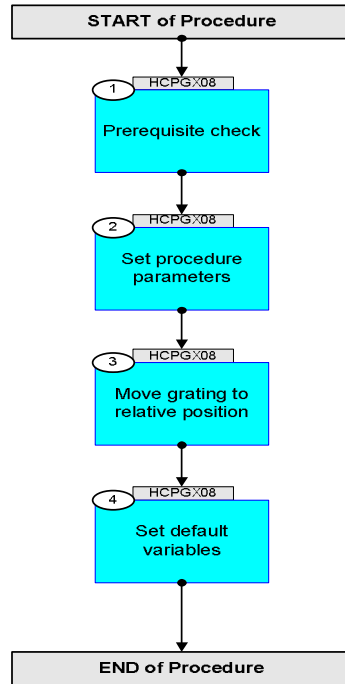 START of Procedure
HCPGX08
1
Prerequisite check
HCPGX08
2
Set procedure
parameters
HCPGX08
3
Move grating to
relative position
HCPGX08
4
Set default
variables
END of Procedure